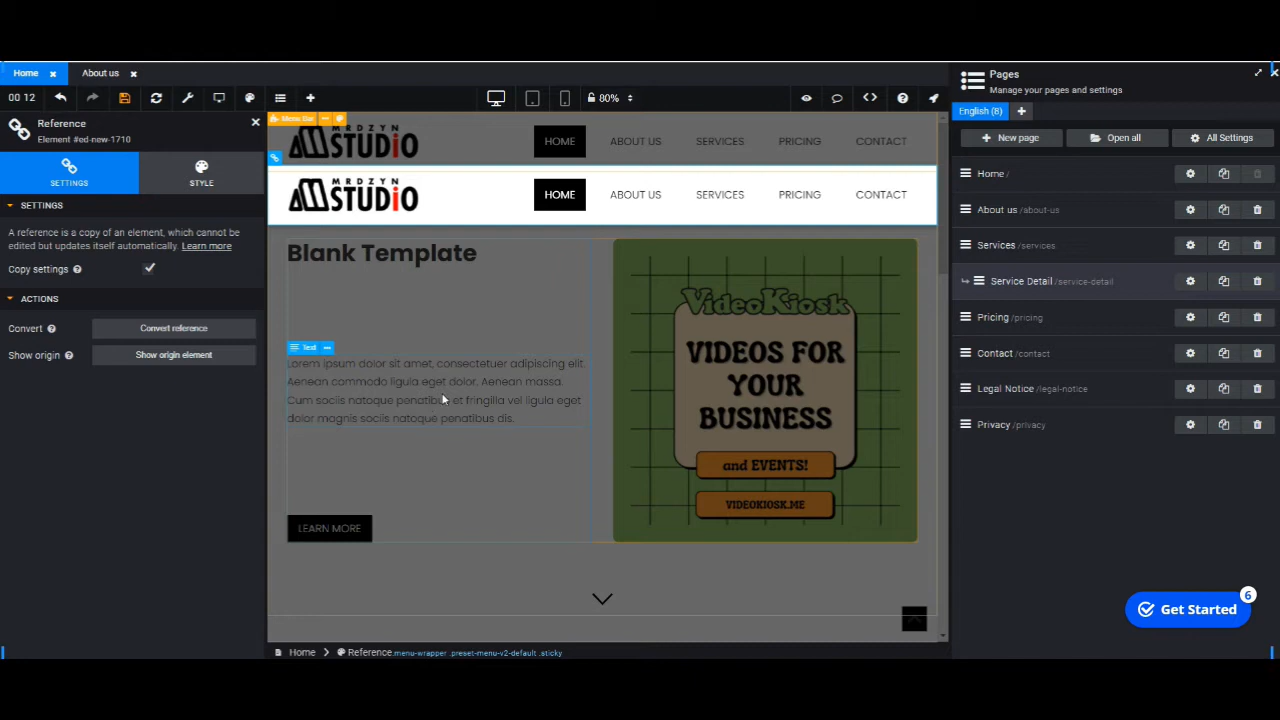 Home
About us
00 12
80%
Reference
Element #ed-new-1710
SETTINGS
STYLE
SETTINGS
A reference is a copy of an element, which cannot be
edited but updates itself automatically. Learn more
Copy settings
ACTIONS
Convert
Convert reference
Show origin
Show origin element
Menu Bar
MRDZYN
STUDiO
HOME
ABOUT US
SERVICES
PRICING
CONTACT
MRDZYN
STUDiO
HOME
ABOUT US
SERVICES
PRICING
CONTACT
Blank Template
Text
Lorem ipsum dolor sit amet, consectetuer adipiscing elit.
Aenean commodo ligula eget dolor. Aenean massa.
Cum sociis natoque penatibus et fringilla vel ligula eget
dolor magnis sociis natoque penatibus dis.
LEARN MORE
VideoKiosk
VIDEOS FOR
YOUR
BUSINESS
and EVENTS!
VIDEOKIOSK.ME
Home
Reference.menu-wrapper .preset-menu-v2-default .sticky
Pages
Manage your pages and settings
English (8)
New page
Open all
All Settings
Home /
About us /about-us
Services /services
Service Detail /service-detail
Pricing /pricing
Contact /contact
Legal Notice /legal-notice
Privacy /privacy
Get Started
6